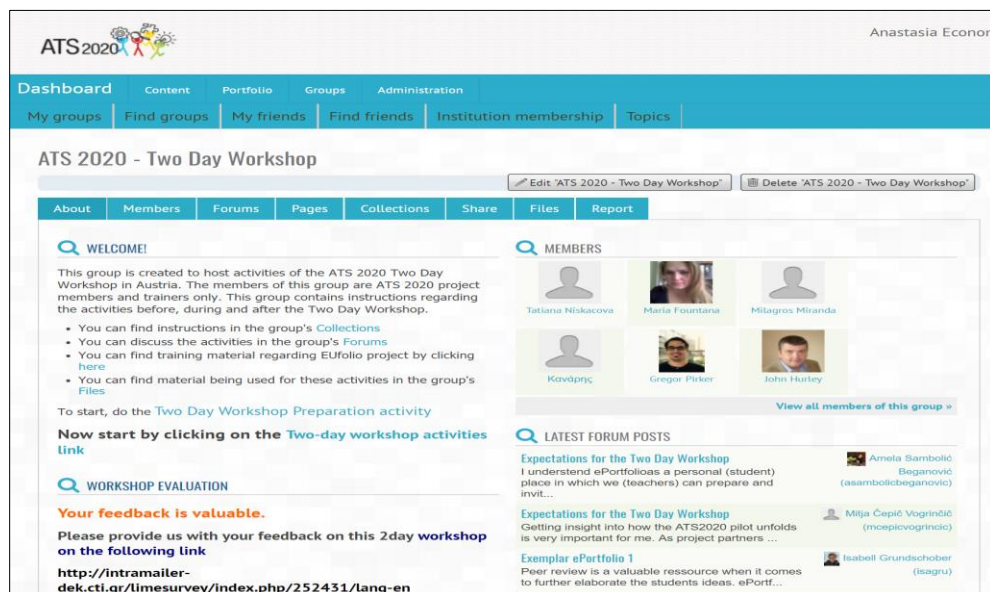 ATS 2020
Anastasia Econor
Dashboard Content Portfolio Groups Administration
My groups Find groups My friends Find friends Institution membership Topics
ATS 2020 - Two Day Workshop
Edit "ATS 2020 - Two Day Workshop" Delete "ATS 2020 - Two Day Workshop"
About Members Forums Pages Collections Share Files Report
WELCOME!
This group is created to host activities of the ATS 2020 Two Day
Workshop in Austria. The members of this group are ATS 2020 project
members and trainers only. This group contains instructions regarding
the activities before, during and after the Two Day Workshop.
• You can find instructions in the group's Collections
• You can discuss the activities in the group's Forums
• You can find training material regarding EUfolio project by clicking
here
• You can find material being used for these activities in the group's
Files
To start, do the Two Day Workshop Preparation activity
Now start by clicking on the Two-day workshop activities
link
WORKSHOP EVALUATION
Your feedback is valuable.
Please provide us with your feedback on this 2day workshop
on the following link
http://intramailer-
dek.cti.gr/limesurvey/index.php/252431/lang-en
MEMBERS
Tatiana Niskacova Maria Fountana Milagros Miranda
Κανάρης Gregor Pirker John Hurley
View all members of this group »
LATEST FORUM POSTS
Expectations for the Two Day Workshop
I understand ePortfolioas a personal (student)
place in which we (teachers) can prepare and
invit...
Amela Sambolić
Beganović
(asambolicbeganovic)
Expectations for the Two Day Workshop
Getting insight into how the ATS2020 pilot unfolds
is very important for me. As project partners ...
Mitja Čepič Vogrinčič
(mcepicvogrincic)
Exemplar ePortfolio 1
Peer review is a valuable ressource when it comes
to further elaborate the students ideas. ePortf...
Isabell Grundschober
(isagru)